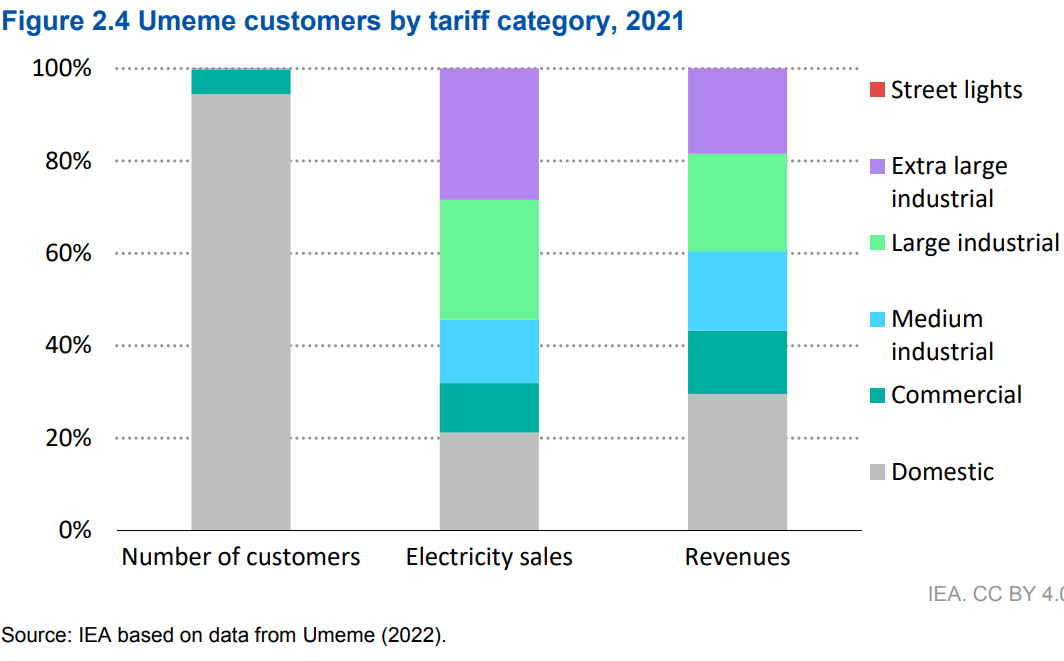 Figure 2.4 Umeme customers by tariff category, 2021
100%
80%
60%
40%
20%
0%
Number of customers
Electricity sales
Revenues
Street lights
Extra large
industrial
Large industrial
Medium
industrial
Commercial
Domestic
IEA. CC BY 4.0
Source: IEA based on data from Umeme (2022).